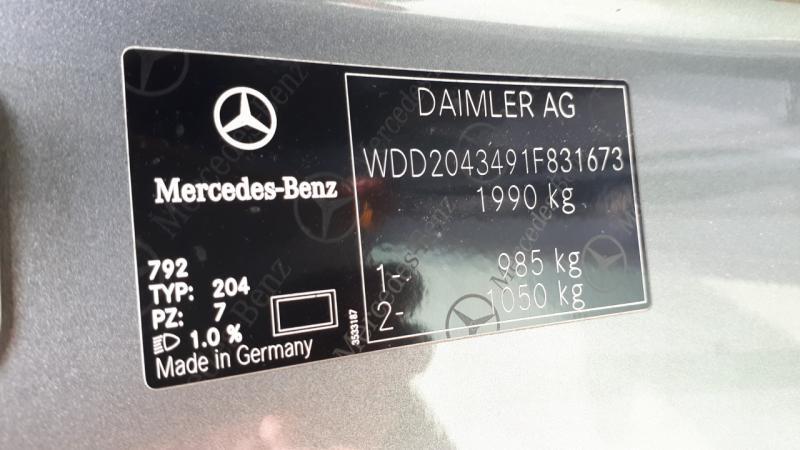 Mercedes-Benz
792
TYP: 204
PZ: 7
1.0 %
Made in Germany
3533187
DAIMLER AG
WDD2043491F831673
1990 kg
1-. 985 kg
2- 1050 kg